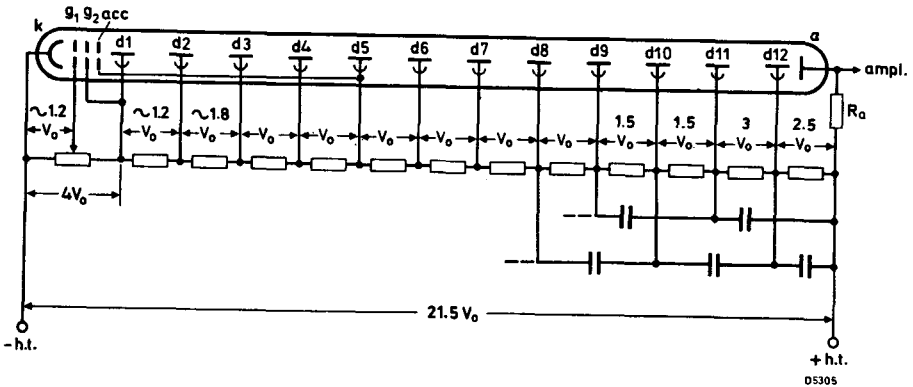 k g₁ g₂ acc a
d1 d2 d3 d4 d5 d6 d7 d8 d9 d10 d11 d12
ampl.
Rₐ
~1.2 ~1.2 ~1.8 1.5 1.5 3 2.5
V₀ V₀ V₀ V₀ V₀ V₀ V₀ V₀ V₀ V₀ V₀ V₀ V₀
4V₀
21.5 V₀
-h.t. +h.t.
D5305